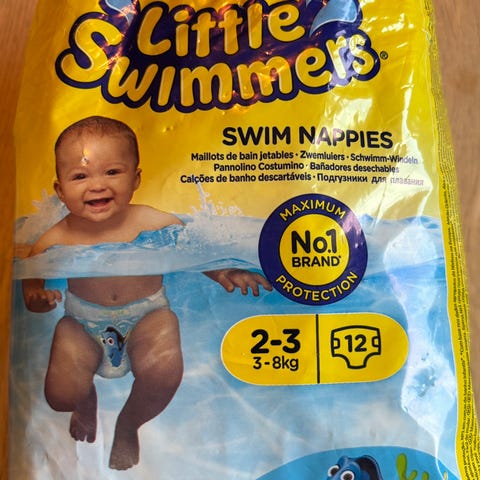 Little
Swimmers®
SWIM NAPPIES
Maillots de bain jetables • Zwemluiers • Schwimm-Windeln
Pannolino Costumino • Bañadores desechables
Calções de banho descartáveis • Подгузники для плавания
MAXIMUM
No.1
BRAND*
PROTECTION
2-3
3-8kg
12